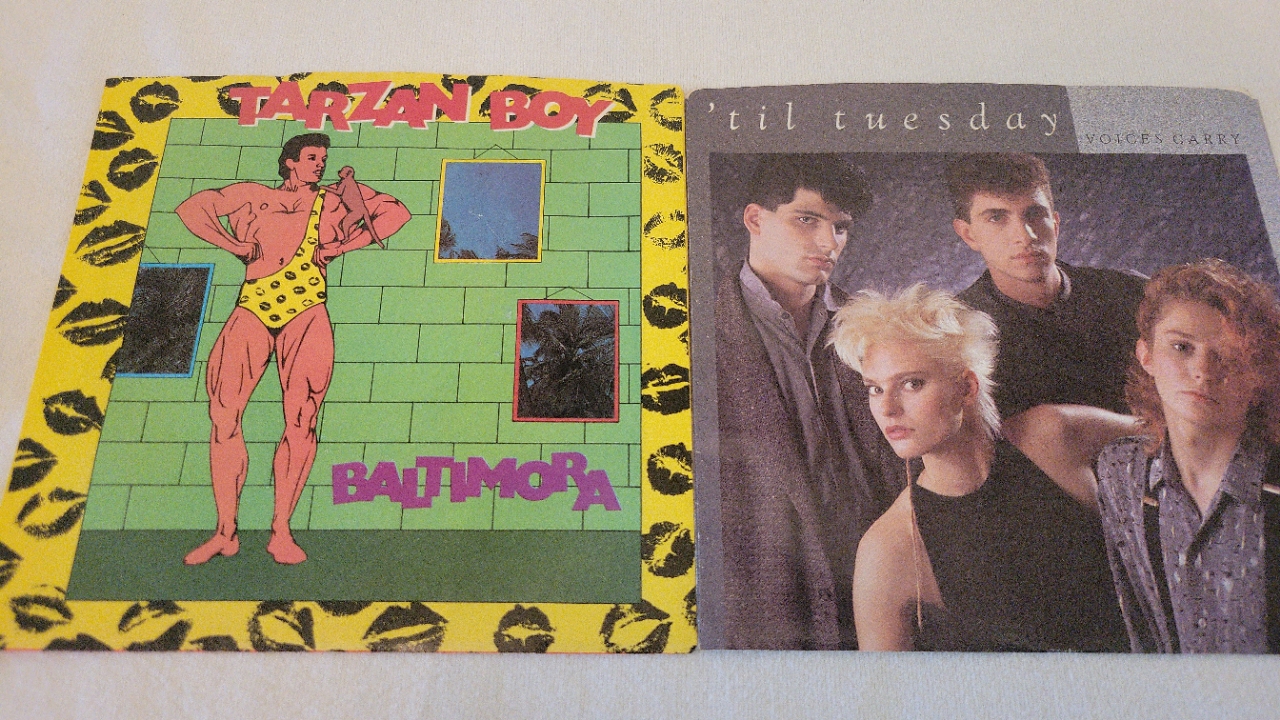 TARZAN BOY
BALTIMORA
'til tuesday
VOICES CARRY